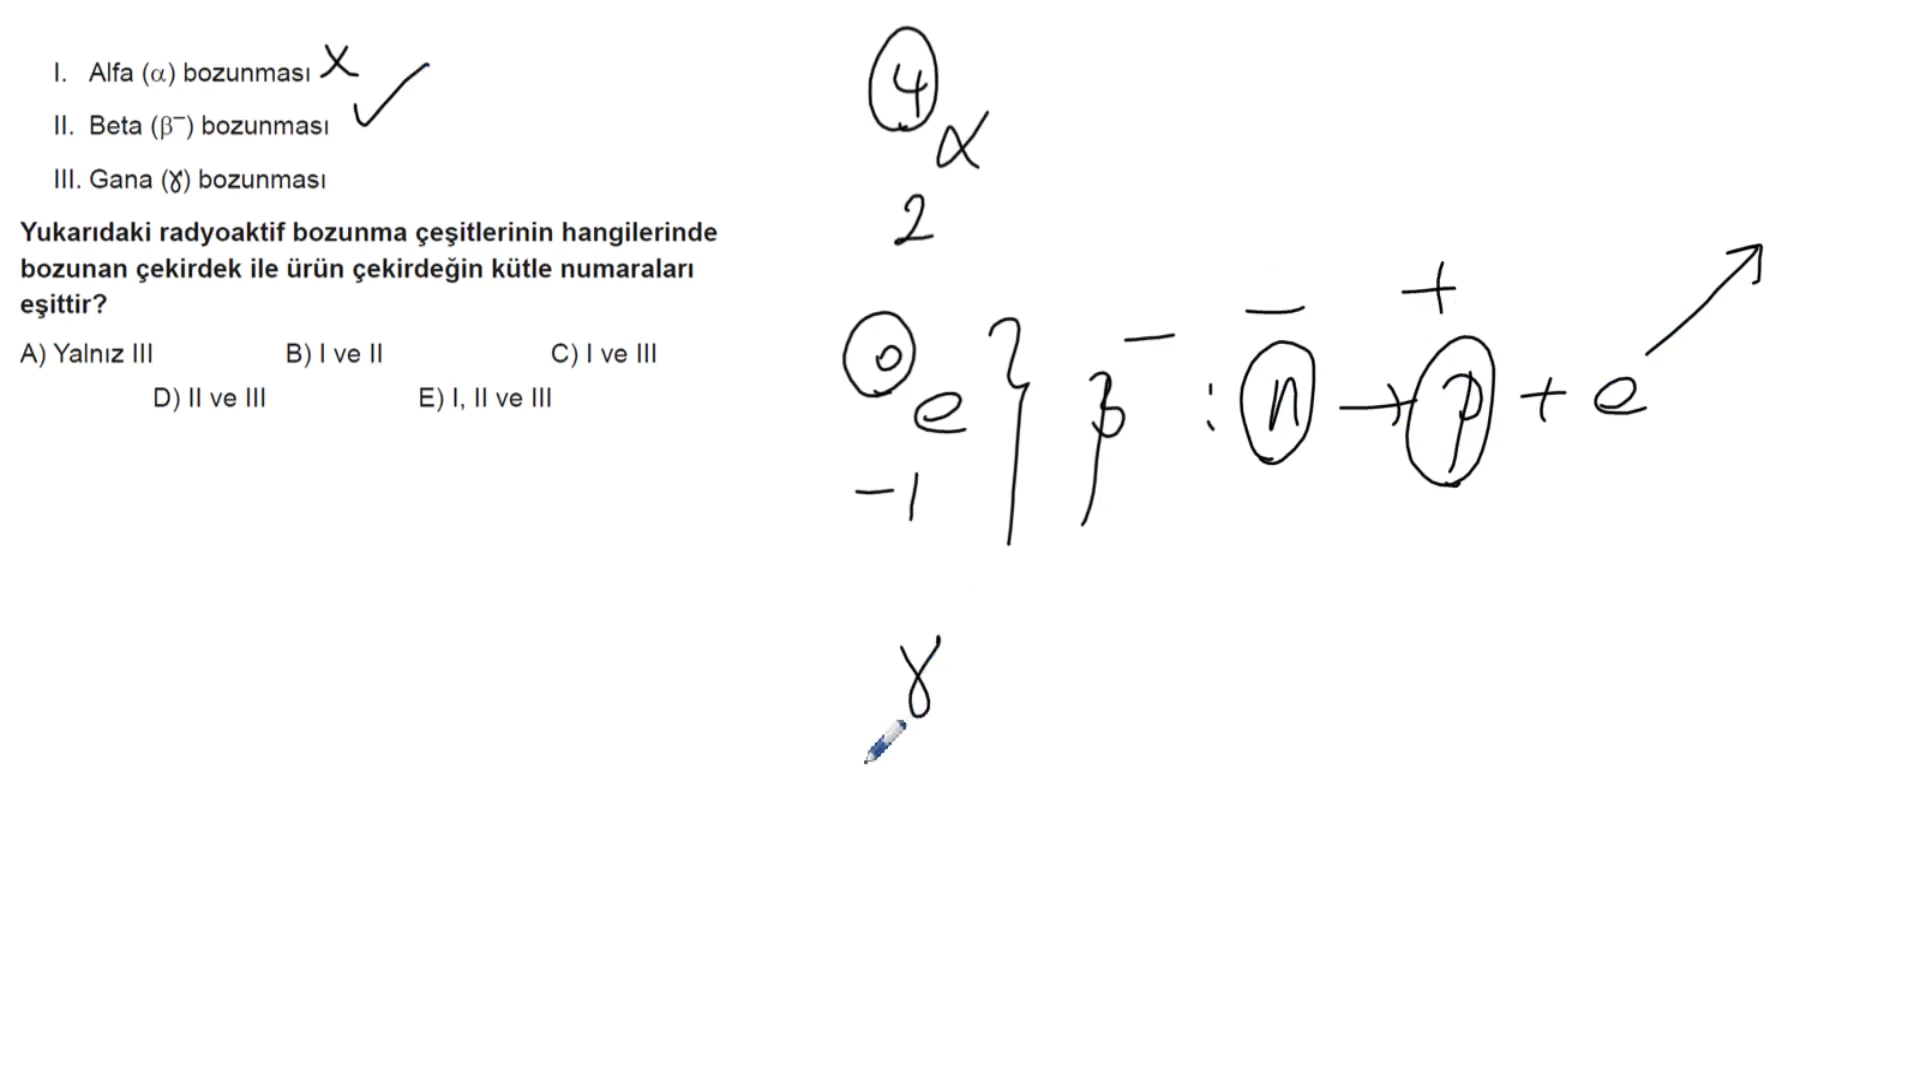 I. Alfa (α) bozunması X ✓
II. Beta (β⁻) bozunması
III. Gana (ɣ) bozunması
Yukarıdaki radyoaktif bozunma çeşitlerinin hangilerinde
bozunan çekirdek ile ürün çekirdeğin kütle numaraları
eşittir?
A) Yalnız III B) I ve II C) I ve III
D) II ve III E) I, II ve III
4
α
2
0
e } β⁻ : n → p + e
-1
− +
ɣ